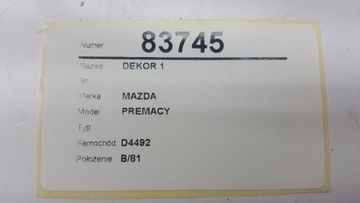 Numer 83745
Nazwa DEKOR 1
Sn
Marka MAZDA
Model PREMACY
Typ
Samochód D4492
Położenie B/81